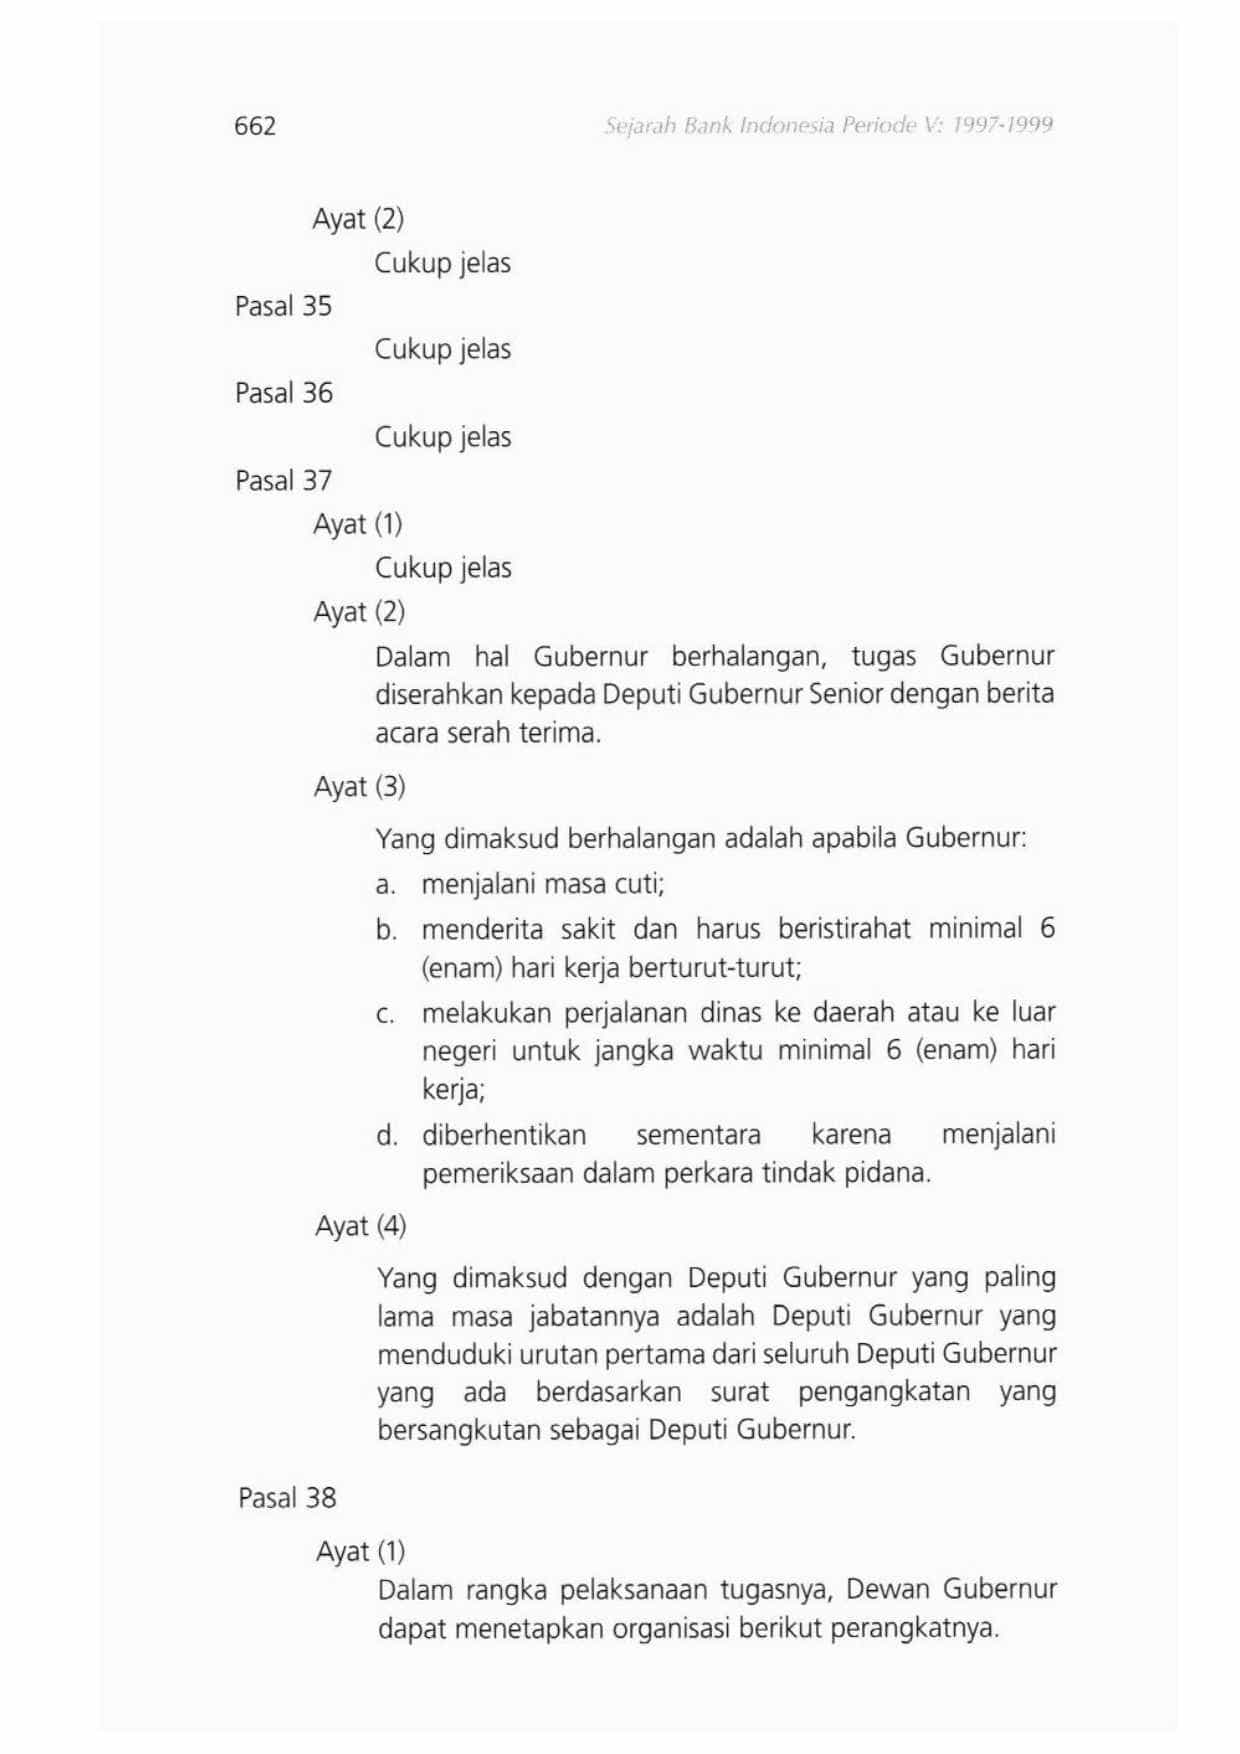 662 Sejarah Bank Indonesia Periode V: 1997-1999
Ayat (2)
Cukup jelas
Pasal 35
Cukup jelas
Pasal 36
Cukup jelas
Pasal 37
Ayat (1)
Cukup jelas
Ayat (2)
Dalam hal Gubernur berhalangan, tugas Gubernur
diserahkan kepada Deputi Gubernur Senior dengan berita
acara serah terima.
Ayat (3)
Yang dimaksud berhalangan adalah apabila Gubernur:
a. menjalani masa cuti;
b. menderita sakit dan harus beristirahat minimal 6
(enam) hari kerja berturut-turut;
c. melakukan perjalanan dinas ke daerah atau ke luar
negeri untuk jangka waktu minimal 6 (enam) hari
kerja;
d. diberhentikan sementara karena menjalani
pemeriksaan dalam perkara tindak pidana.
Ayat (4)
Yang dimaksud dengan Deputi Gubernur yang paling
lama masa jabatannya adalah Deputi Gubernur yang
menduduki urutan pertama dari seluruh Deputi Gubernur
yang ada berdasarkan surat pengangkatan yang
bersangkutan sebagai Deputi Gubernur.
Pasal 38
Ayat (1)
Dalam rangka pelaksanaan tugasnya, Dewan Gubernur
dapat menetapkan organisasi berikut perangkatnya.